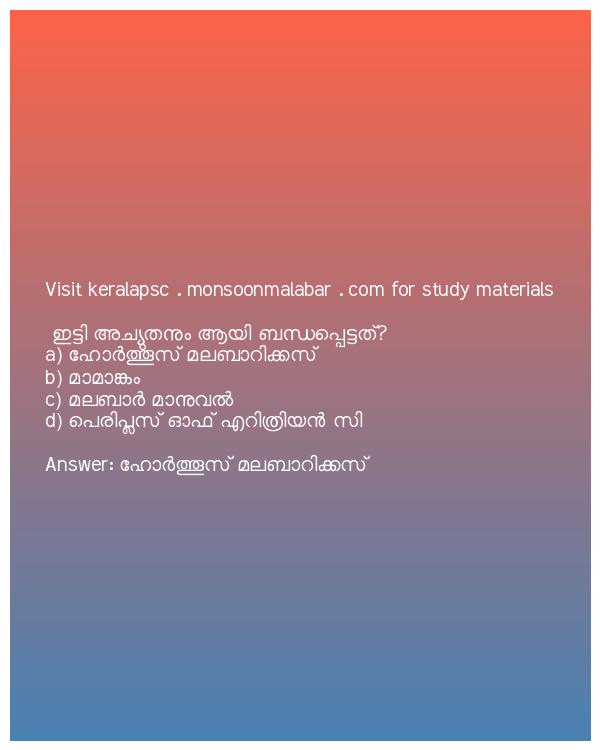 Visit keralapsc . monsoonmalabar . com for study materials
ഇട്ടി അച്യുതനും ആയി ബന്ധപ്പെട്ടത്?
a) ഹോർത്തൂസ് മലബാറിക്കസ്
b) മാമാങ്കം
c) മലബാർ മാനുവൽ
d) പെരിപ്ലസ് ഓഫ് എറിത്രിയൻ സി
Answer: ഹോർത്തൂസ് മലബാറിക്കസ്